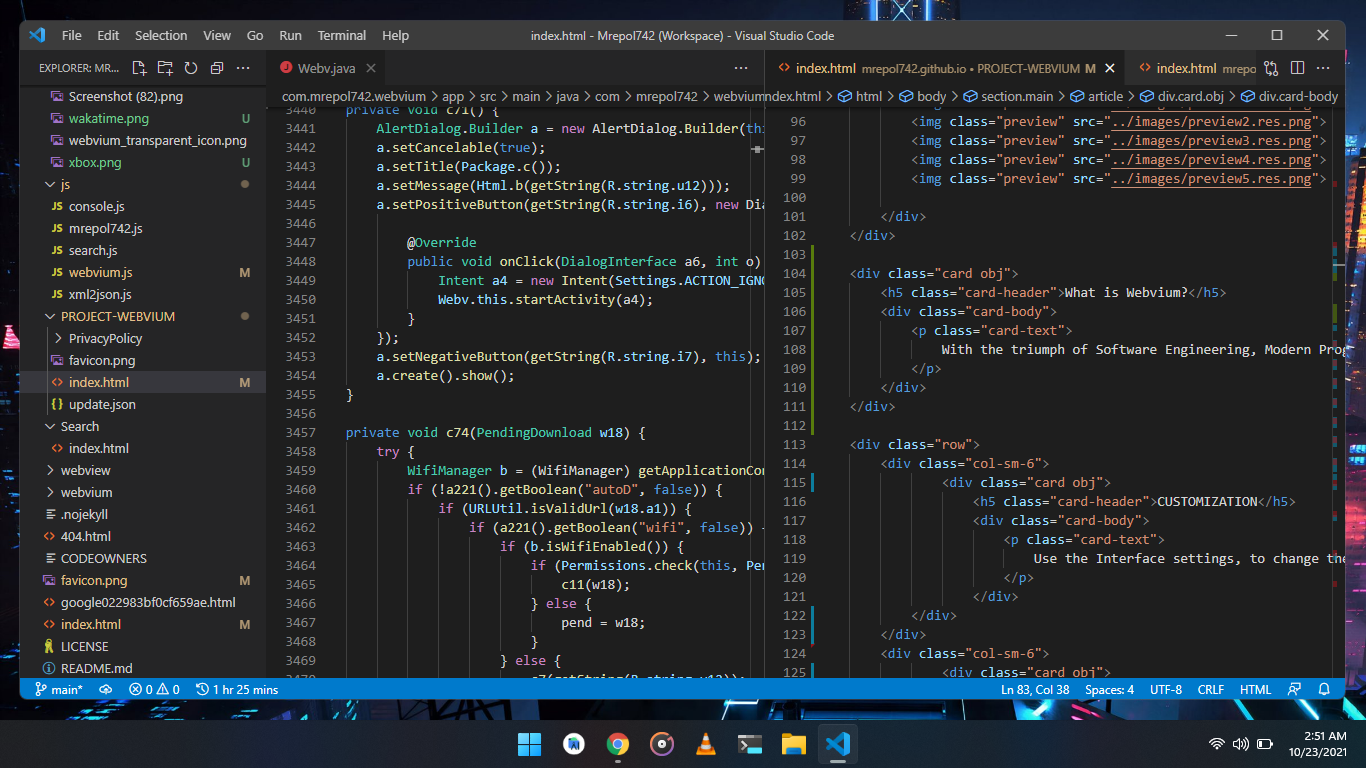 File Edit Selection View Go Run Terminal Help
index.html - Mrepol742 (Workspace) - Visual Studio Code
EXPLORER: MR...
Screenshot (82).png
wakatime.png U
webvium_transparent_icon.png
xbox.png U
js
JS console.js
JS mrepol742.js
JS search.js
JS webvium.js M
JS xml2json.js
PROJECT-WEBVIUM
PrivacyPolicy
favicon.png
index.html M
update.json
Search
index.html
webview
webvium
.nojekyll
404.html
CODEOWNERS
favicon.png M
google022983bf0cf659ae.html
index.html M
LICENSE
README.md
Webv.java
com.mrepol742.webvium > app > src > main > java > com > mrepol742 > webvium
3440 private void c71() {
3441 AlertDialog.Builder a = new AlertDialog.Builder(thi
3442 a.setCancelable(true);
3443 a.setTitle(Package.c());
3444 a.setMessage(Html.b(getString(R.string.u12)));
3445 a.setPositiveButton(getString(R.string.i6), new Dia
3446
3447 @Override
3448 public void onClick(DialogInterface a6, int o)
3449 Intent a4 = new Intent(Settings.ACTION_IGNO
3450 Webv.this.startActivity(a4);
3451 }
3452 });
3453 a.setNegativeButton(getString(R.string.i7), this);
3454 a.create().show();
3455 }
3456
3457 private void c74(PendingDownload w18) {
3458 try {
3459 WifiManager b = (WifiManager) getApplicationCon
3460 if (!a221().getBoolean("autoD", false)) {
3461 if (URLUtil.isValidUrl(w18.a1)) {
3462 if (a221().getBoolean("wifi", false)) {
3463 if (b.isWifiEnabled()) {
3464 if (Permissions.check(this, Per
3465 c11(w18);
3466 } else {
3467 pend = w18;
3468 }
3469 } else {
index.html mrepol742.github.io • PROJECT-WEBVIUM M
index.html mrepo
ndex.html > html > body > section.main > article > div.card.obj > div.card-body
96 <img class="preview" src="../images/preview2.res.png">
97 <img class="preview" src="../images/preview3.res.png">
98 <img class="preview" src="../images/preview4.res.png">
99 <img class="preview" src="../images/preview5.res.png">
100
101 </div>
102 </div>
103
104 <div class="card obj">
105 <h5 class="card-header">What is Webvium?</h5>
106 <div class="card-body">
107 <p class="card-text">
108 With the triumph of Software Engineering, Modern Prog
109 </p>
110 </div>
111 </div>
112
113 <div class="row">
114 <div class="col-sm-6">
115 <div class="card obj">
116 <h5 class="card-header">CUSTOMIZATION</h5>
117 <div class="card-body">
118 <p class="card-text">
119 Use the Interface settings, to change the
120 </p>
121 </div>
122 </div>
123 </div>
124 <div class="col-sm-6">
125 <div class="card obj">
main* 0 0 1 hr 25 mins
Ln 83, Col 38 Spaces: 4 UTF-8 CRLF HTML
2:51 AM
10/23/2021